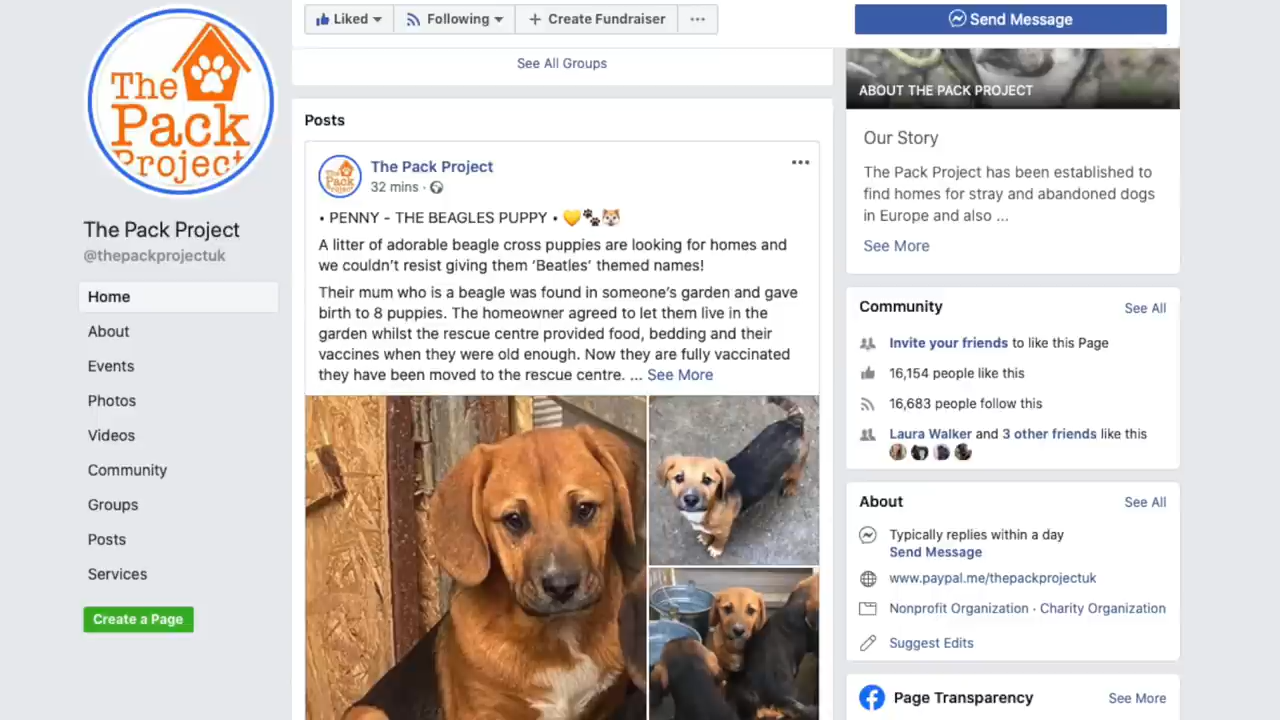 The
Pack
Project
The Pack Project
@thepackprojectuk
Home
About
Events
Photos
Videos
Community
Groups
Posts
Services
Create a Page
Liked
Following
+ Create Fundraiser
...
Send Message
See All Groups
Posts
The
Pack
Project
The Pack Project
32 mins ·
• PENNY - THE BEAGLES PUPPY • 💛🐾🐶
A litter of adorable beagle cross puppies are looking for homes and
we couldn't resist giving them 'Beatles' themed names!
Their mum who is a beagle was found in someone's garden and gave
birth to 8 puppies. The homeowner agreed to let them live in the
garden whilst the rescue centre provided food, bedding and their
vaccines when they were old enough. Now they are fully vaccinated
they have been moved to the rescue centre. ... See More
ABOUT THE PACK PROJECT
Our Story
The Pack Project has been established to
find homes for stray and abandoned dogs
in Europe and also ...
See More
Community
See All
Invite your friends to like this Page
16,154 people like this
16,683 people follow this
Laura Walker and 3 other friends like this
About
See All
Typically replies within a day
Send Message
www.paypal.me/thepackprojectuk
Nonprofit Organization · Charity Organization
Suggest Edits
Page Transparency
See More